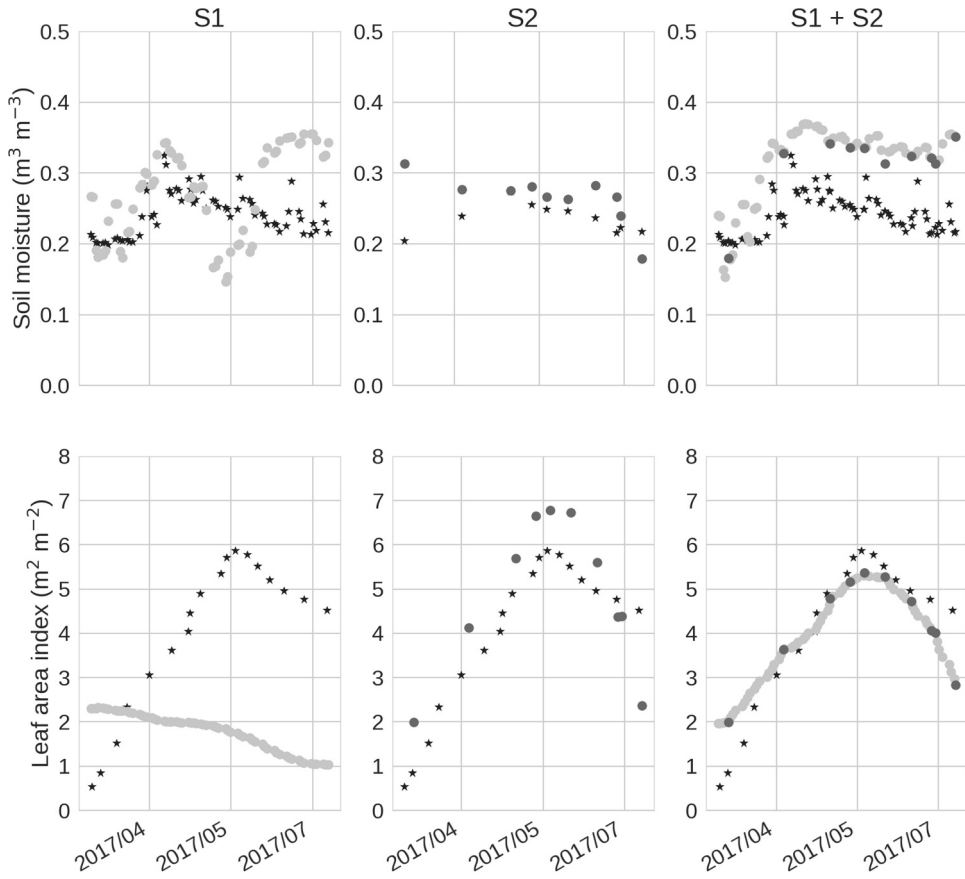 S1 S2 S1 + S2
Soil moisture (m³ m⁻³)
0.5 0.5 0.5
0.4 0.4 0.4
0.3 0.3 0.3
0.2 0.2 0.2
0.1 0.1 0.1
0.0 0.0 0.0
Leaf area index (m² m⁻²)
8 8 8
7 7 7
6 6 6
5 5 5
4 4 4
3 3 3
2 2 2
1 1 1
0 0 0
2017/04 2017/05 2017/07 2017/04 2017/05 2017/07 2017/04 2017/05 2017/07